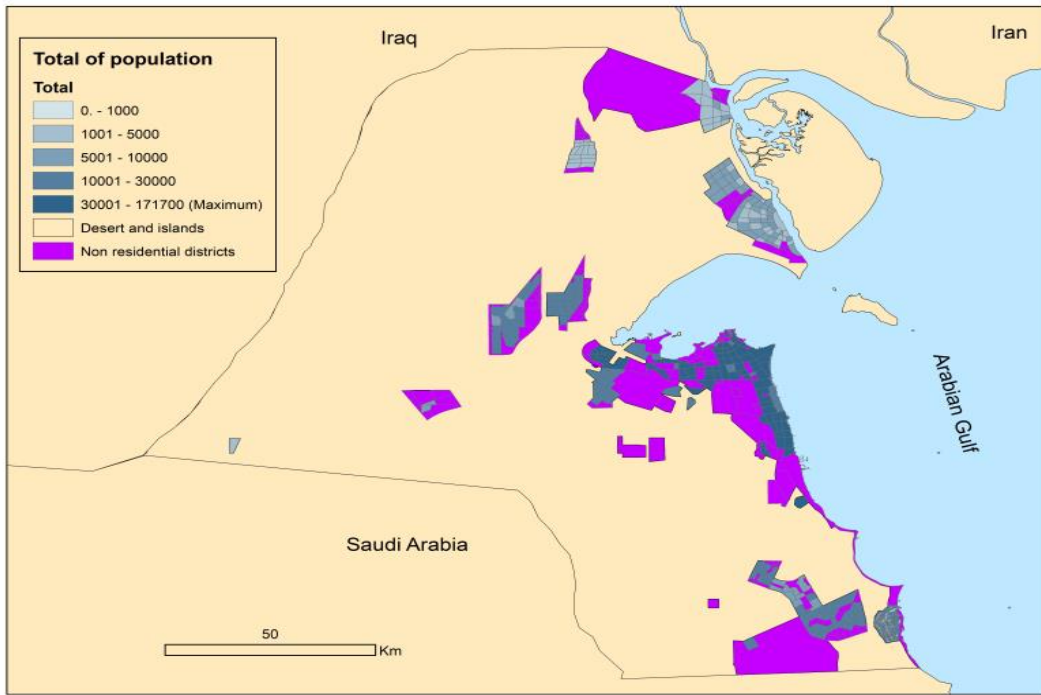 Iraq
Iran
Total of population
Total
0. - 1000
1001 - 5000
5001 - 10000
10001 - 30000
30001 - 171700 (Maximum)
Desert and islands
Non residential districts
Arabian Gulf
Saudi Arabia
50
Km